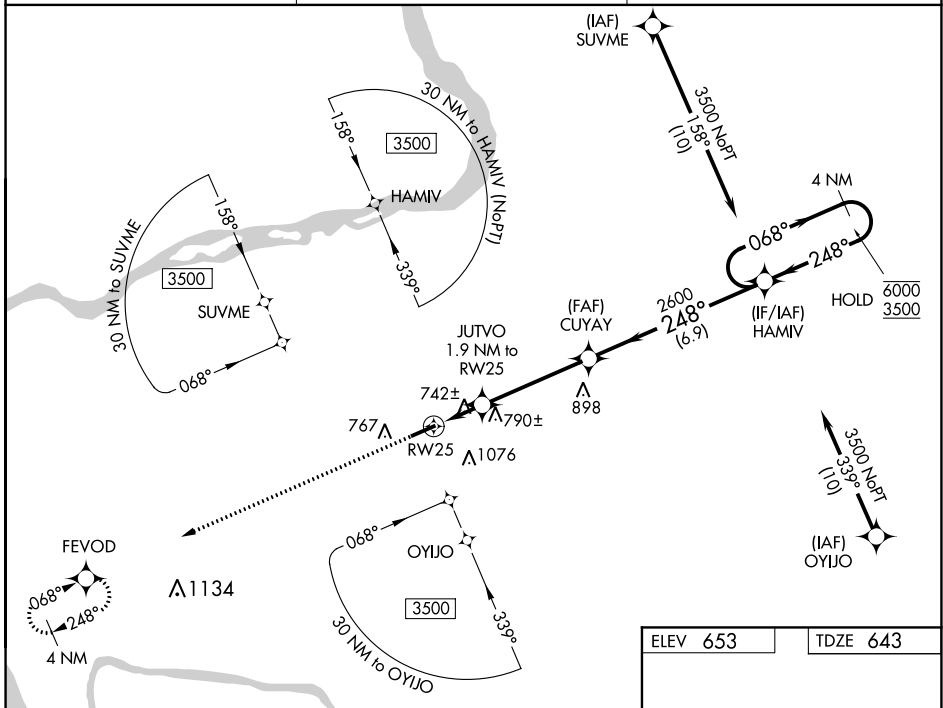 (IAF)
SUVME
3500 NoPT
158°
(10)
30 NM to HAMIV (NoPT)
158°
3500
HAMIV
339°
4 NM
068°
248°
HOLD
6000
3500
(IF/IAF)
HAMIV
30 NM to SUVME
158°
3500
SUVME
068°
2600
248°
(6.9)
(FAF)
CUYAY
898
JUTVO
1.9 NM to
RW25
742±
790±
767
RW25
1076
3500 NoPT
339°
(10)
(IAF)
OYIJO
068°
OYIJO
3500
339°
30 NM to OYIJO
FEVOD
068°
248°
4 NM
1134
ELEV 653
TDZE 643